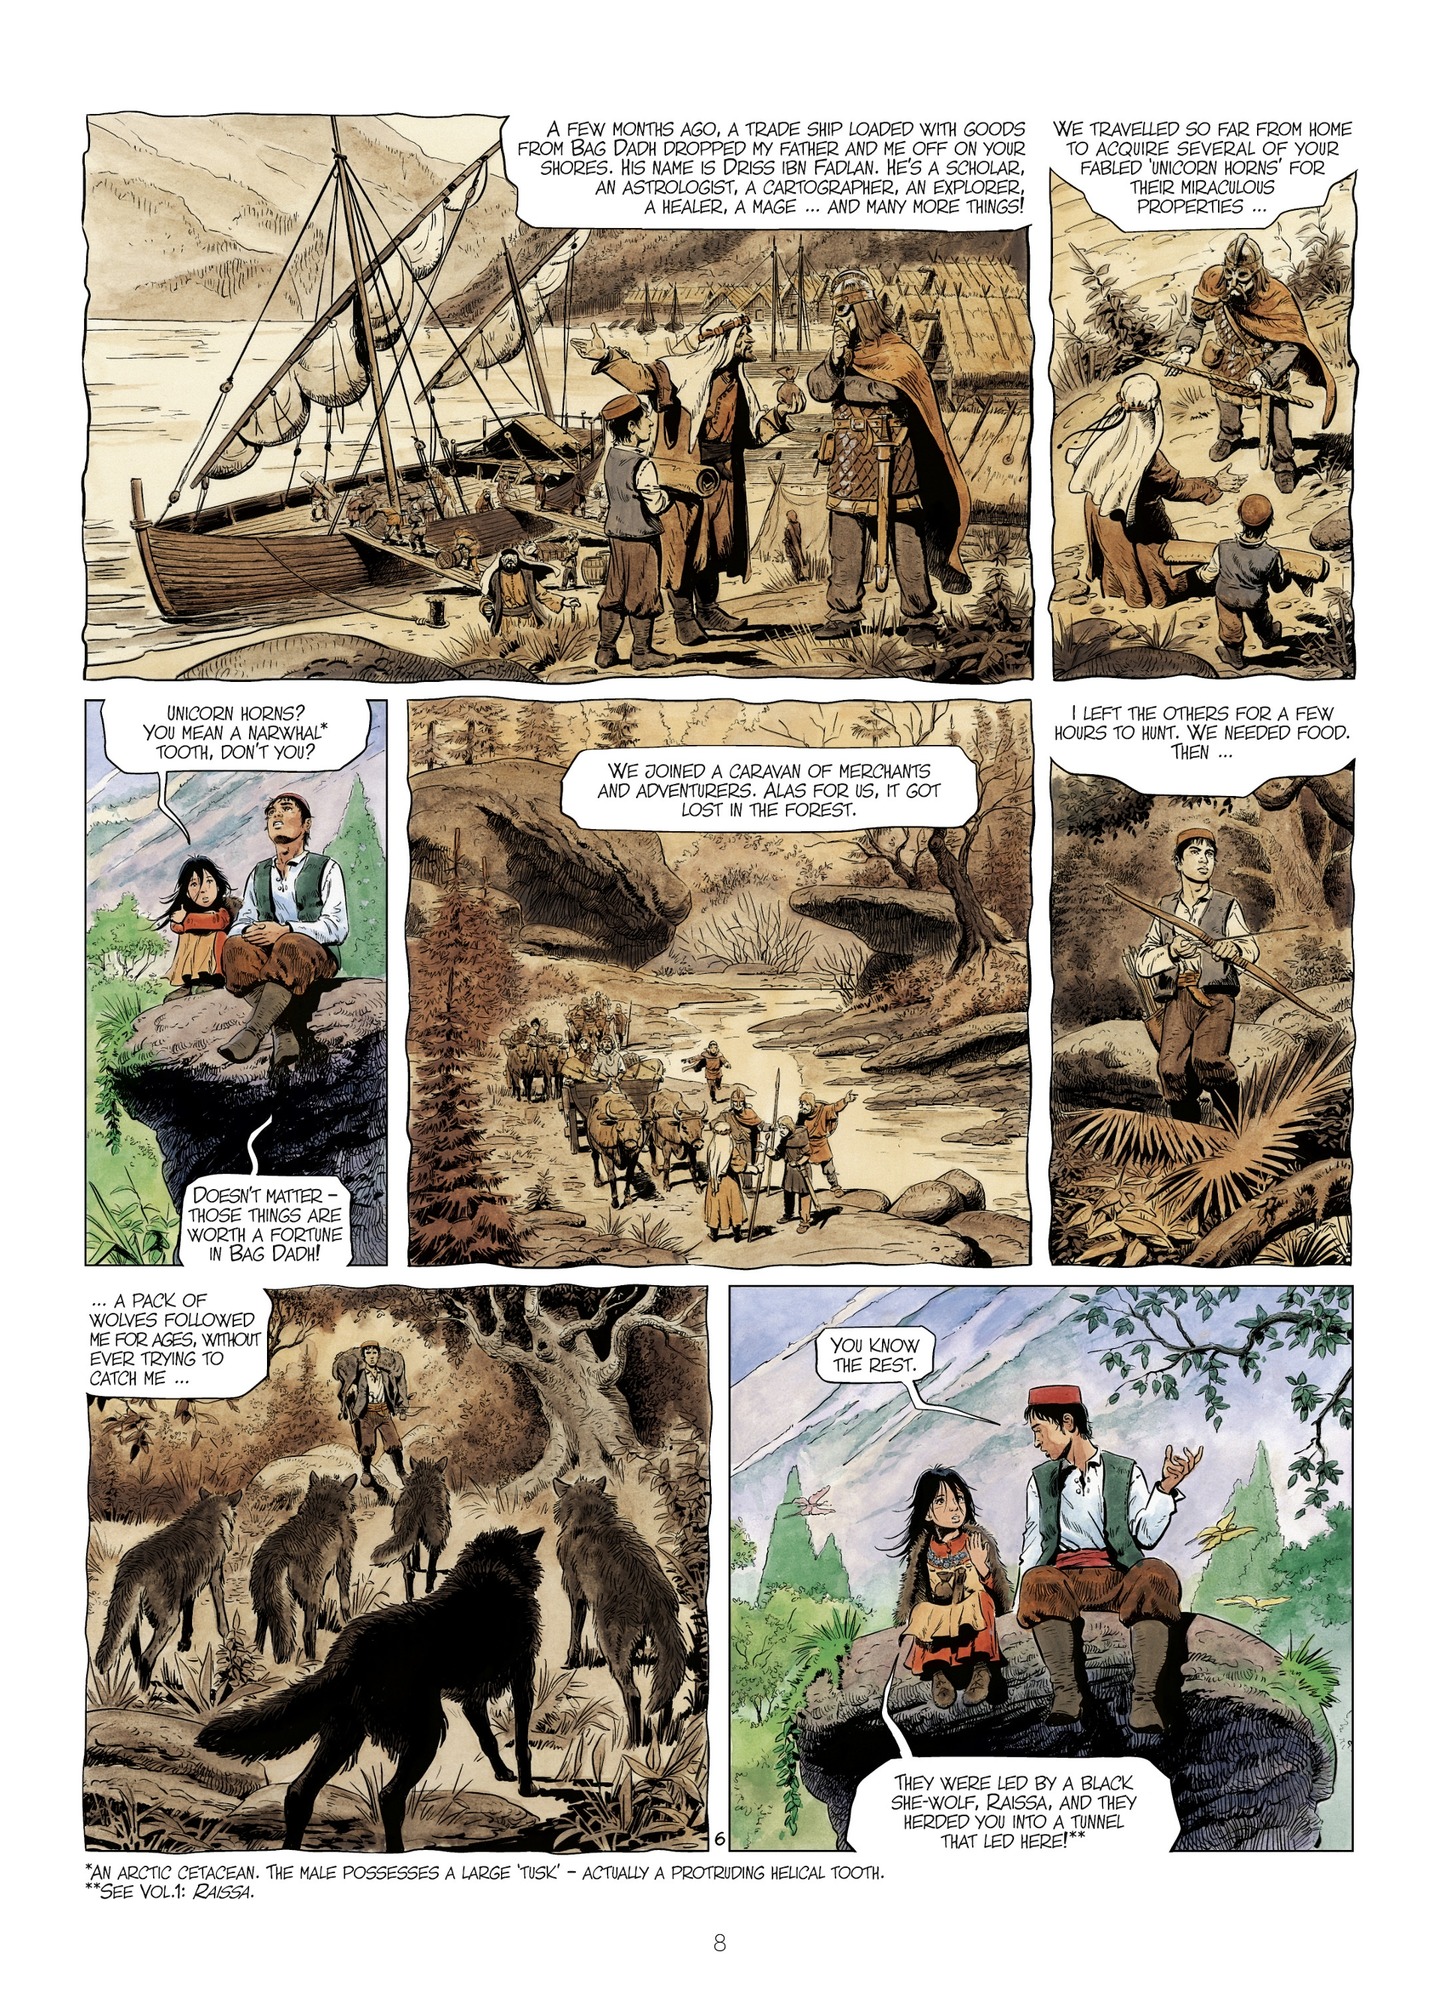 A FEW MONTHS AGO, A TRADE SHIP LOADED WITH GOODS
FROM BAG DADH DROPPED MY FATHER AND ME OFF ON YOUR
SHORES. HIS NAME IS DRISS IBN FADLAN. HE'S A SCHOLAR,
AN ASTROLOGIST, A CARTOGRAPHER, AN EXPLORER,
A HEALER, A MAGE ... AND MANY MORE THINGS!
WE TRAVELLED SO FAR FROM HOME
TO ACQUIRE SEVERAL OF YOUR
FABLED 'UNICORN HORNS' FOR
THEIR MIRACULOUS
PROPERTIES ...
UNICORN HORNS?
YOU MEAN A NARWHAL*
TOOTH, DON'T YOU?
DOESN'T MATTER –
THOSE THINGS ARE
WORTH A FORTUNE
IN BAG DADH!
WE JOINED A CARAVAN OF MERCHANTS
AND ADVENTURERS. ALAS FOR US, IT GOT
LOST IN THE FOREST.
I LEFT THE OTHERS FOR A FEW
HOURS TO HUNT. WE NEEDED FOOD.
THEN ...
... A PACK OF
WOLVES FOLLOWED
ME FOR AGES, WITHOUT
EVER TRYING TO
CATCH ME ...
YOU KNOW
THE REST.
THEY WERE LED BY A BLACK
SHE-WOLF, RAISSA, AND THEY
HERDED YOU INTO A TUNNEL
THAT LED HERE!**
6
*AN ARCTIC CETACEAN. THE MALE POSSESSES A LARGE 'TUSK' – ACTUALLY A PROTRUDING HELICAL TOOTH.
**SEE VOL.1: RAISSA.
8